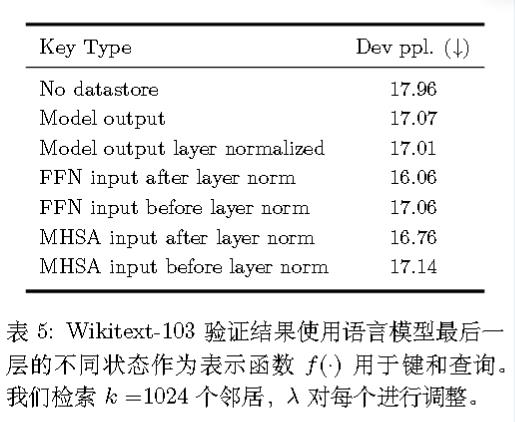 Key Type Dev ppl. (↓)
No datastore 17.96
Model output 17.07
Model output layer normalized 17.01
FFN input after layer norm 16.06
FFN input before layer norm 17.06
MHSA input after layer norm 16.76
MHSA input before layer norm 17.14
表 5: Wikitext-103 验证结果使用语言模型最后一
层的不同状态作为表示函数 f(·) 用于键和查询。
我们检索 k =1024 个邻居, λ 对每个进行调整。